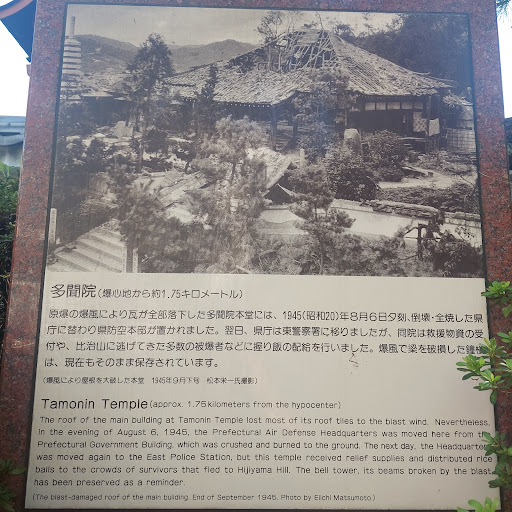 多聞院(爆心地から約1.75キロメートル)
原爆の爆風により瓦が全部落下した多聞院本堂には、1945(昭和20)年8月6日夕刻、倒壊・全焼した県
庁に替わり県防空本部が置かれました。翌日、県庁は東警察署に移りましたが、同院は救援物資の受
付や、比治山に逃げてきた多数の被爆者などに握り飯の配給を行いました。爆風で梁を破損した鐘楼
は、現在もそのまま保存されています。
(爆風により屋根を大破した本堂 1945年9月下旬 松本栄一氏撮影)
Tamonin Temple (approx. 1.75 kilometers from the hypocenter)
The roof of the main building at Tamonin Temple lost most of its roof tiles to the blast wind. Nevertheless,
in the evening of August 6, 1945, the Prefectural Air Defense Headquarters was moved here from the
Prefectural Government Building, which was crushed and burned to the ground. The next day, the Headquarters
was moved again to the East Police Station, but this temple received relief supplies and distributed rice
balls to the crowds of survivors that fled to Hijiyama Hill. The bell tower, its beams broken by the blast
has been preserved as a reminder.
(The blast-damaged roof of the main building. End of September 1945. Photo by Eiichi Matsumoto)